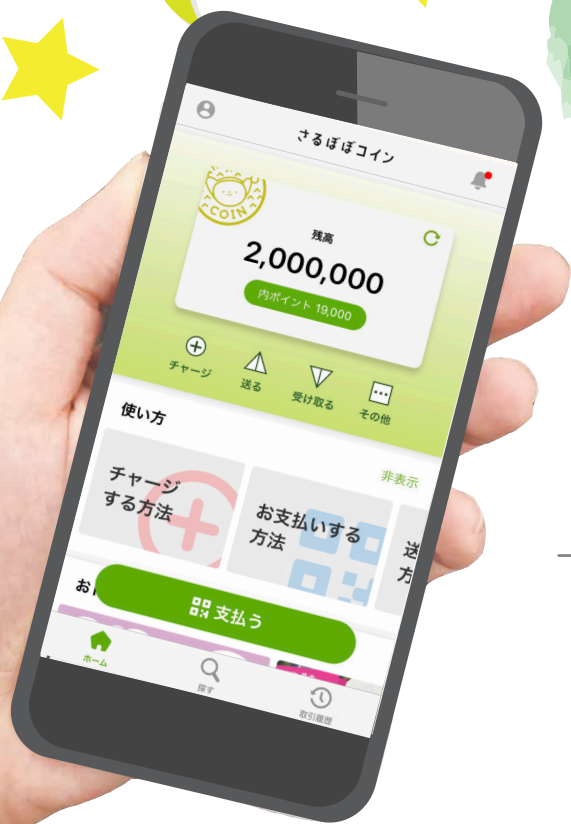 さるぼぼコイン
COIN
残高
2,000,000
内ポイント 19,000
チャージ
送る
受け取る
その他
使い方
非表示
チャージ
する方法
お支払いする
方法
送
方
お
支払う
ホーム
探す
取引履歴